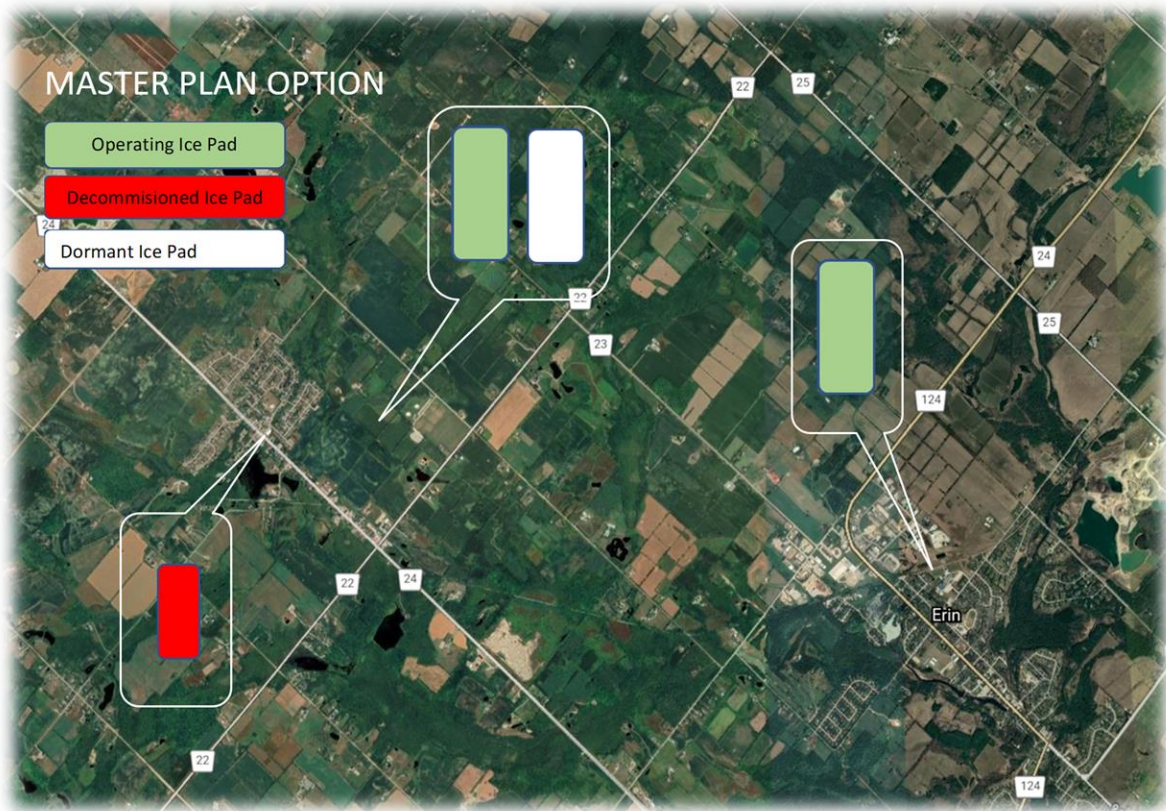 MASTER PLAN OPTION
Operating Ice Pad
Decommisioned Ice Pad
Dormant Ice Pad
22
25
24
24
22
25
23
124
22
24
Erin
22
124